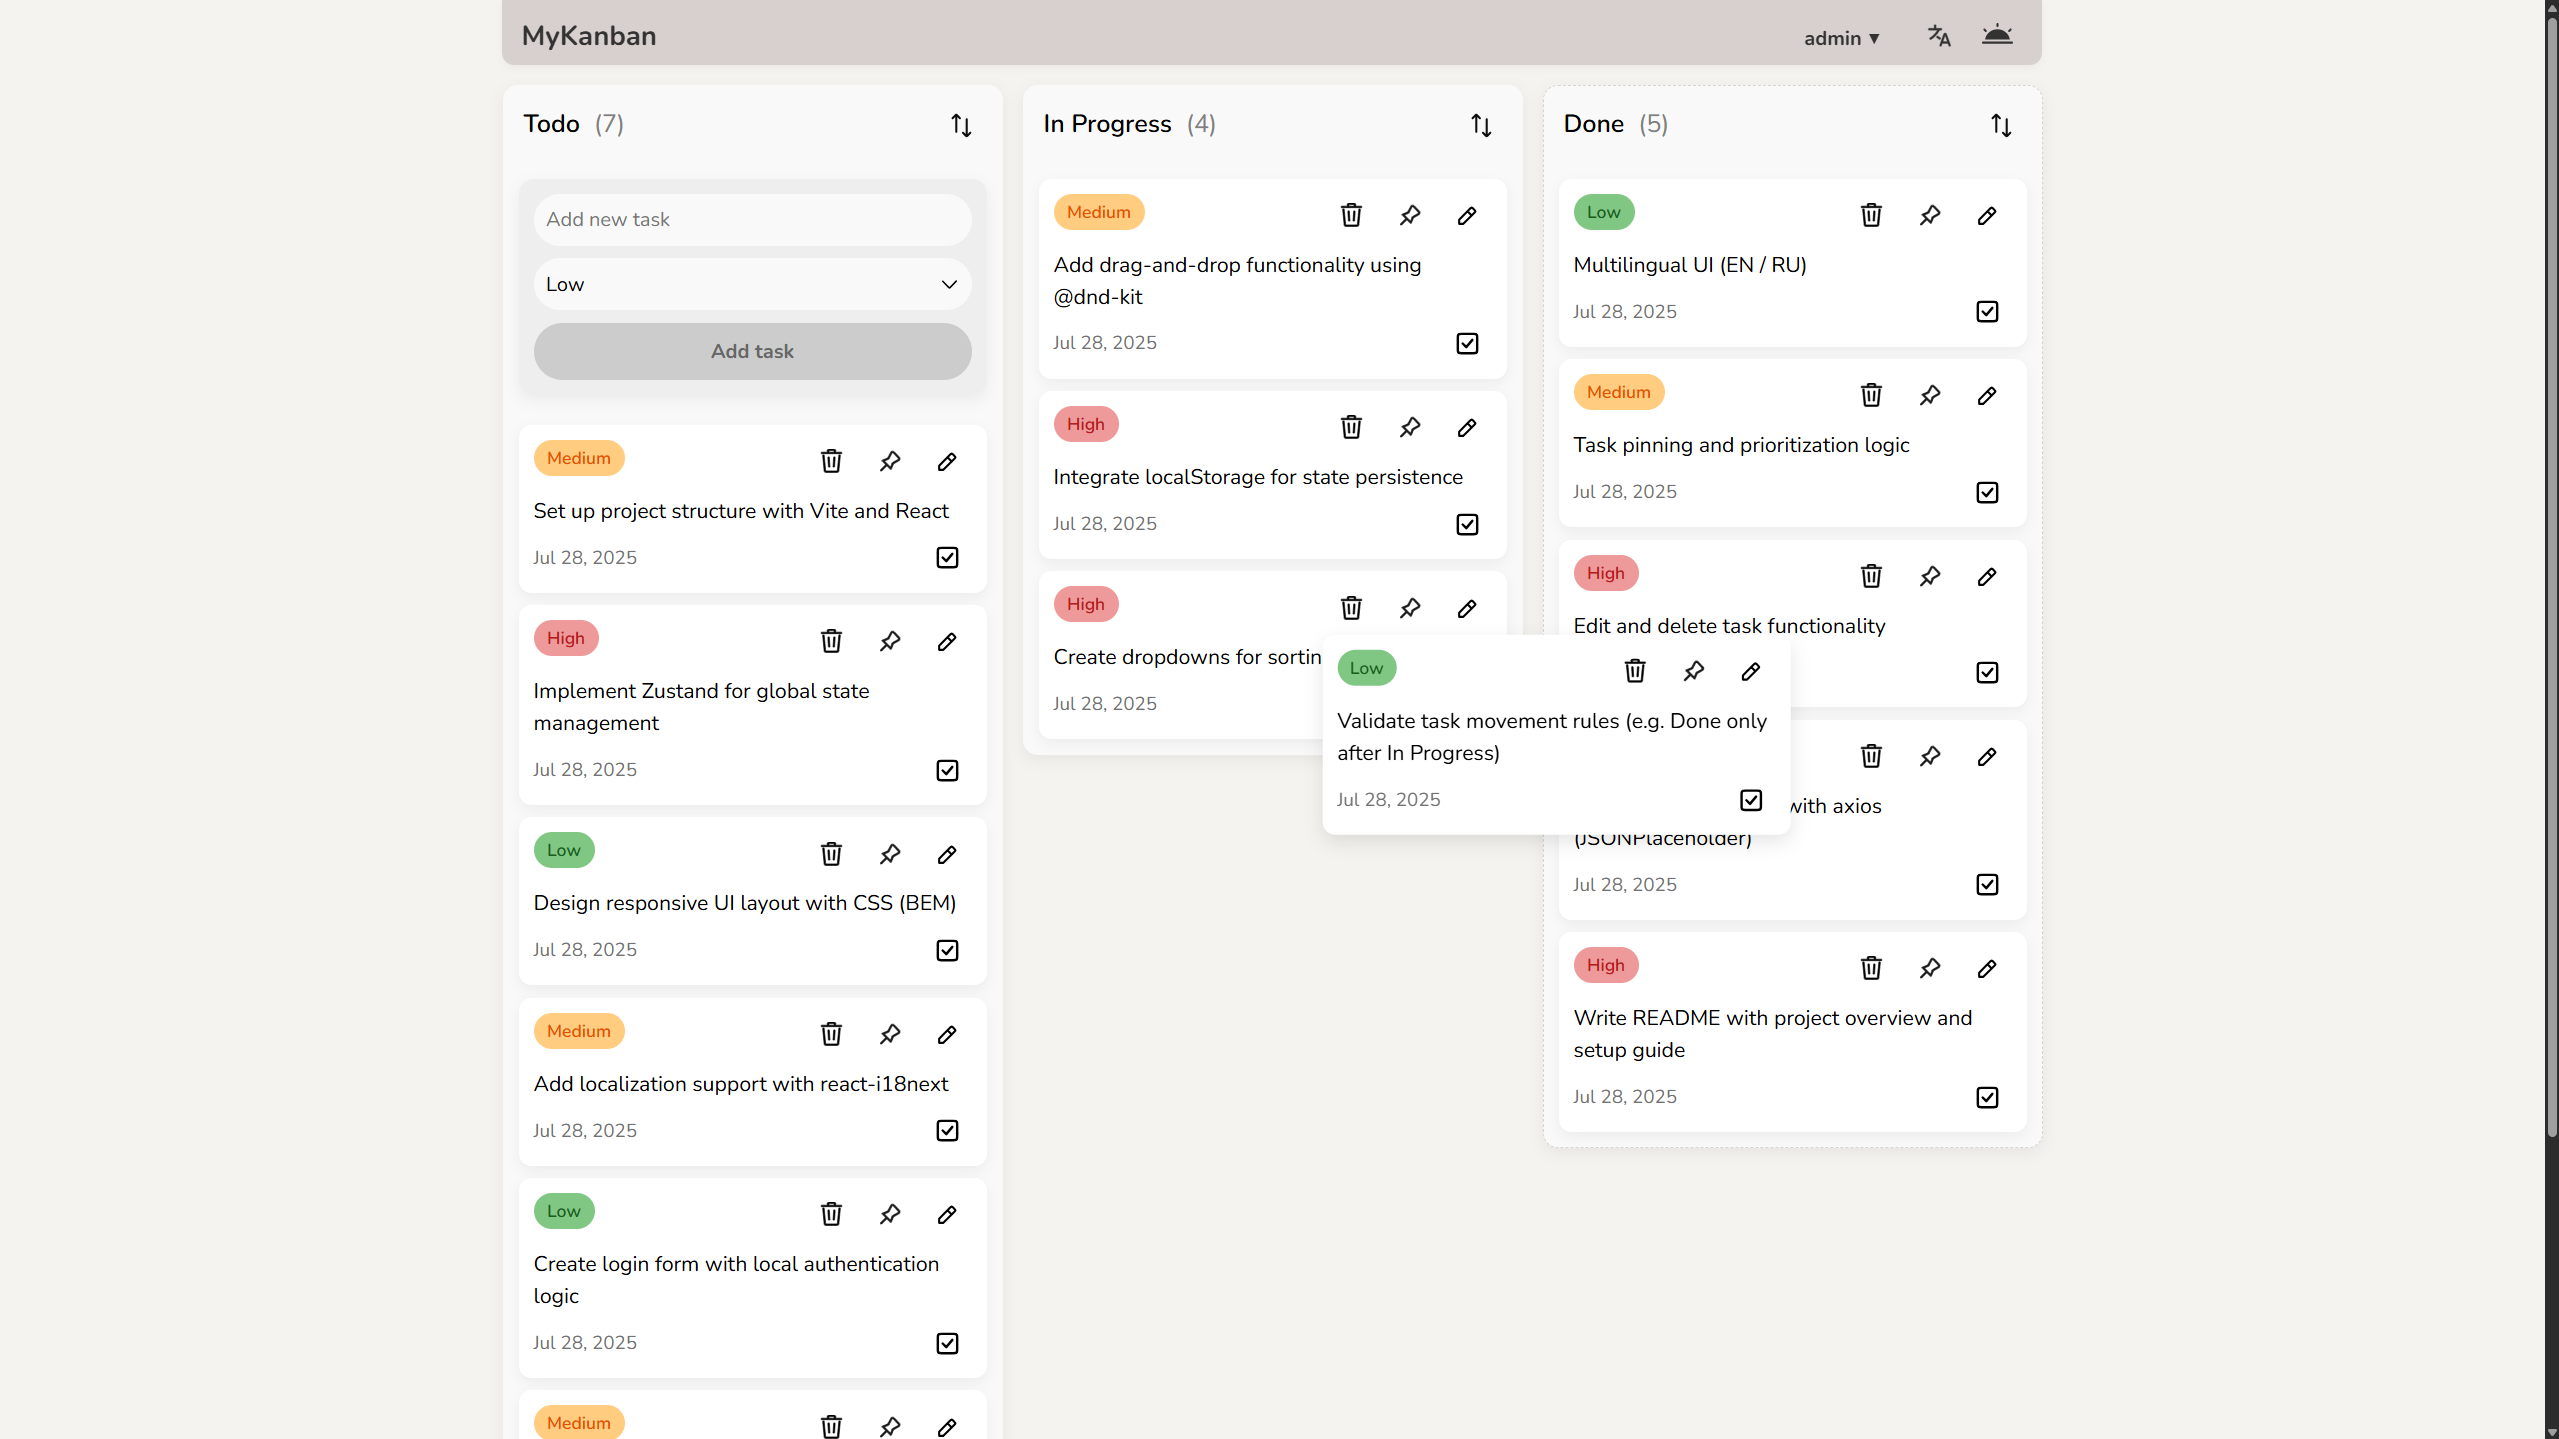 MyKanban
admin ▼
Todo (7)
Add new task
Low
Add task
Medium
Set up project structure with Vite and React
Jul 28, 2025
High
Implement Zustand for global state
management
Jul 28, 2025
Low
Design responsive UI layout with CSS (BEM)
Jul 28, 2025
Medium
Add localization support with react-i18next
Jul 28, 2025
Low
Create login form with local authentication
logic
Jul 28, 2025
Medium
In Progress (4)
Medium
Add drag-and-drop functionality using
@dnd-kit
Jul 28, 2025
High
Integrate localStorage for state persistence
Jul 28, 2025
High
Create dropdowns for sortin
Jul 28, 2025
Low
Validate task movement rules (e.g. Done only
after In Progress)
Jul 28, 2025
Done (5)
Low
Multilingual UI (EN / RU)
Jul 28, 2025
Medium
Task pinning and prioritization logic
Jul 28, 2025
High
Edit and delete task functionality
with axios
(JSONPlaceholder)
Jul 28, 2025
High
Write README with project overview and
setup guide
Jul 28, 2025